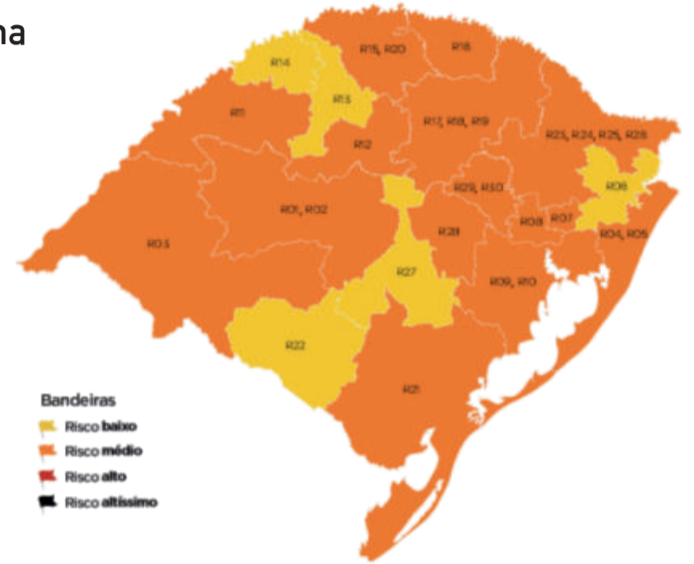 na
R15, R20
R16
R14
R13
R11
R17, R18, R19
R12
R23, R24, R25, R26
R29, R30
R06
R01, R02
R08
R07
R28
R04, R05
R03
R27
R09, R10
R22
R21
Bandeiras
Risco baixo
Risco médio
Risco alto
Risco altíssimo